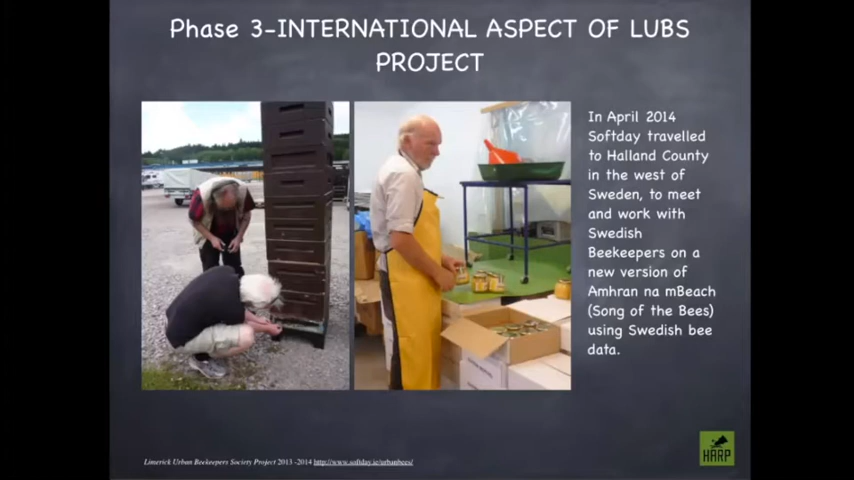 Phase 3-INTERNATIONAL ASPECT OF LUBS
PROJECT
In April 2014
Softday travelled
to Halland County
in the west of
Sweden, to meet
and work with
Swedish
Beekeepers on a
new version of
Amhran na mBeach
(Song of the Bees)
using Swedish bee
data.
Limerick Urban Beekeepers Society Project 2013 -2014 http://www.softday.ie/urbanbees/
HARP